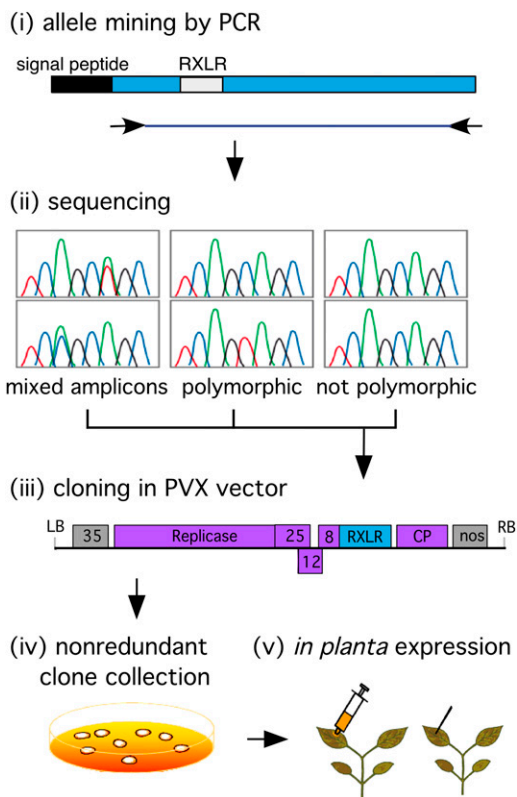 (i) allele mining by PCR
signal peptide RXLR
(ii) sequencing
mixed amplicons polymorphic not polymorphic
(iii) cloning in PVX vector
LB 35 Replicase 25 8 RXLR CP nos RB
12
(iv) nonredundant clone collection
(v) in planta expression